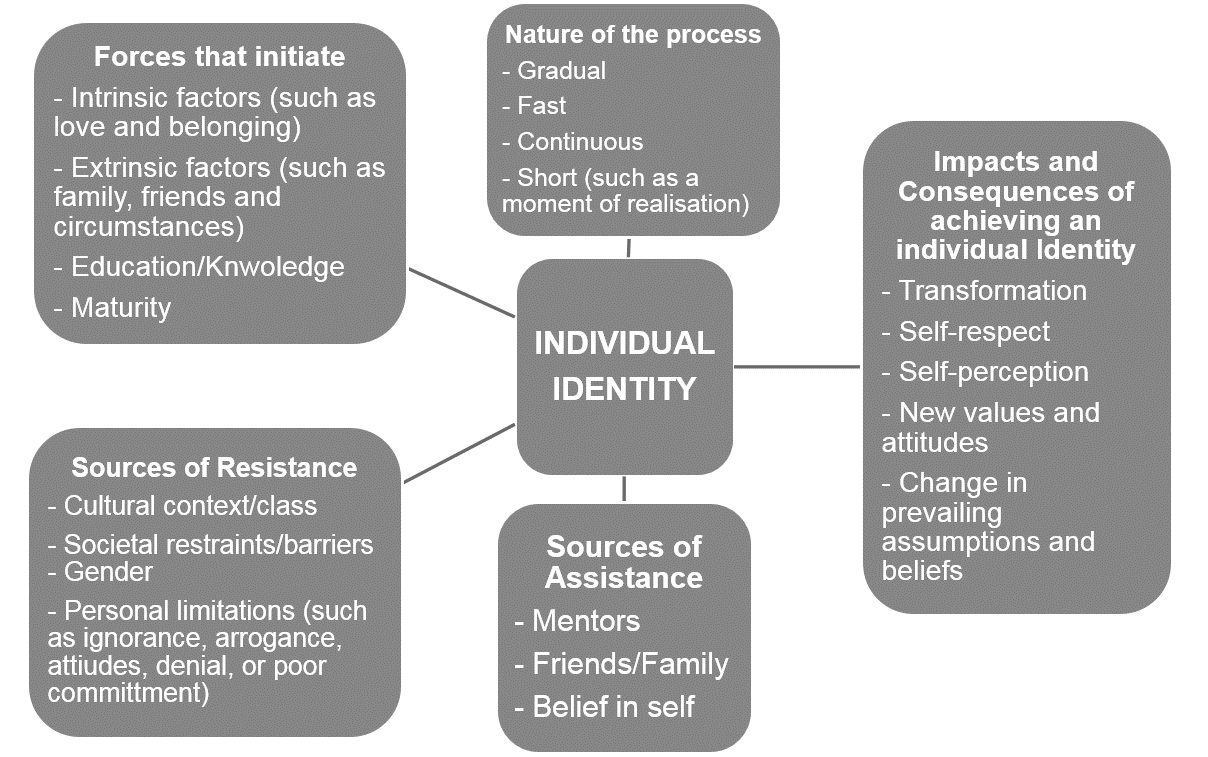 Forces that initiate
- Intrinsic factors (such as
love and belonging)
- Extrinsic factors (such as
family, friends and
circumstances)
- Education/Knwoledge
- Maturity
Nature of the process
- Gradual
- Fast
- Continuous
- Short (such as a
moment of realisation)
Impacts and
Consequences of
achieving an
individual Identity
- Transformation
- Self-respect
- Self-perception
- New values and
attitudes
- Change in
prevailing
assumptions and
beliefs
INDIVIDUAL
IDENTITY
Sources of Resistance
- Cultural context/class
- Societal restraints/barriers
- Gender
- Personal limitations (such
as ignorance, arrogance,
attiudes, denial, or poor
committment)
Sources of
Assistance
- Mentors
- Friends/Family
- Belief in self